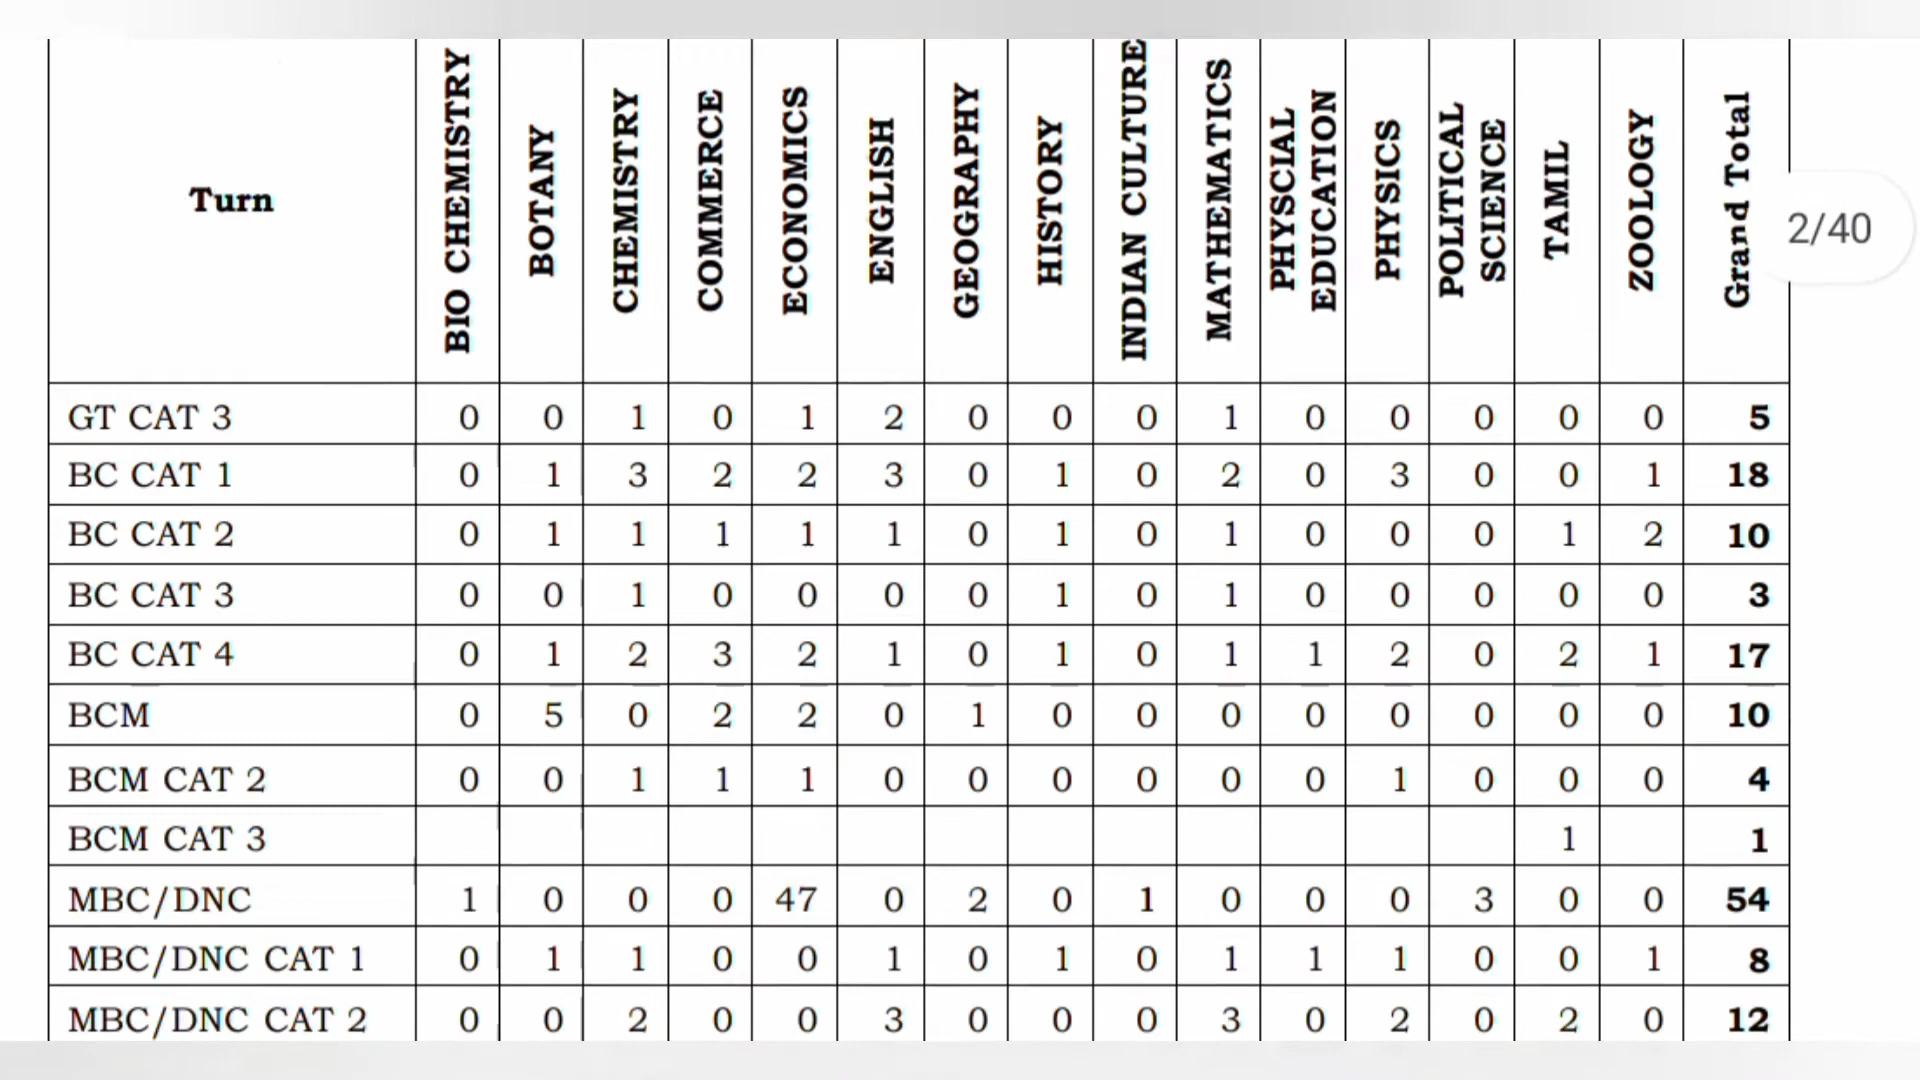 Turn BIO CHEMISTRY BOTANY CHEMISTRY COMMERCE ECONOMICS ENGLISH GEOGRAPHY HISTORY INDIAN CULTURE MATHEMATICS PHYSCIAL EDUCATION PHYSICS POLITICAL SCIENCE TAMIL ZOOLOGY Grand Total
2/40
GT CAT 3 0 0 1 0 1 2 0 0 0 1 0 0 0 0 0 5
BC CAT 1 0 1 3 2 2 3 0 1 0 2 0 3 0 0 1 18
BC CAT 2 0 1 1 1 1 1 0 1 0 1 0 0 0 1 2 10
BC CAT 3 0 0 1 0 0 0 0 1 0 1 0 0 0 0 0 3
BC CAT 4 0 1 2 3 2 1 0 1 0 1 1 2 0 2 1 17
BCM 0 5 0 2 2 0 1 0 0 0 0 0 0 0 0 10
BCM CAT 2 0 0 1 1 1 0 0 0 0 0 0 1 0 0 0 4
BCM CAT 3 1 1
MBC/DNC 1 0 0 0 47 0 2 0 1 0 0 0 3 0 0 54
MBC/DNC CAT 1 0 1 1 0 0 1 0 1 0 1 1 1 0 0 1 8
MBC/DNC CAT 2 0 0 2 0 0 3 0 0 0 3 0 2 0 2 0 12